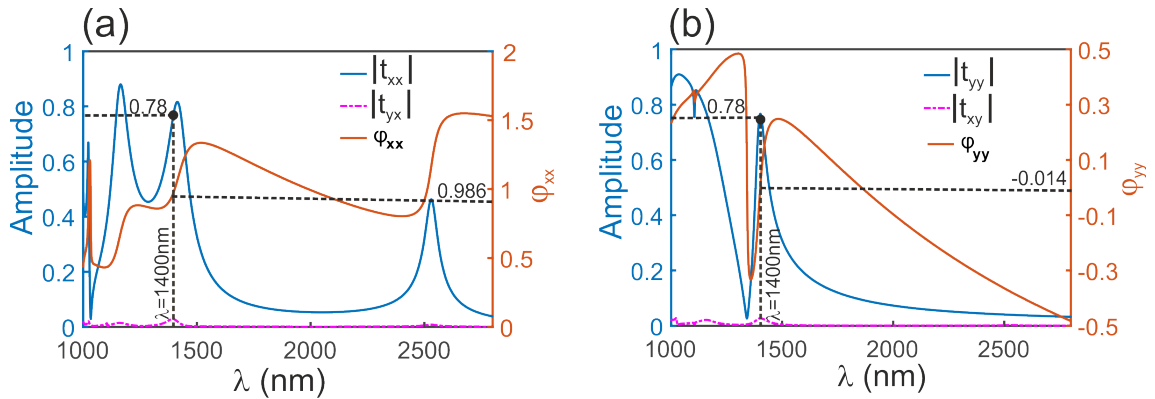 (a)
1
0.8
0.6
0.4
0.2
0
Amplitude
0.78
|t_xx|
|t_yx|
φ_xx
0.986
λ=1400nm
2
1.5
1
0.5
0
φ_xx
1000
1500
2000
2500
λ (nm)
(b)
1
0.8
0.6
0.4
0.2
0
Amplitude
0.78
|t_yy|
|t_xy|
φ_yy
-0.014
λ=1400nm
0.5
0.3
0.1
-0.1
-0.3
-0.5
φ_yy
1000
1500
2000
2500
λ (nm)